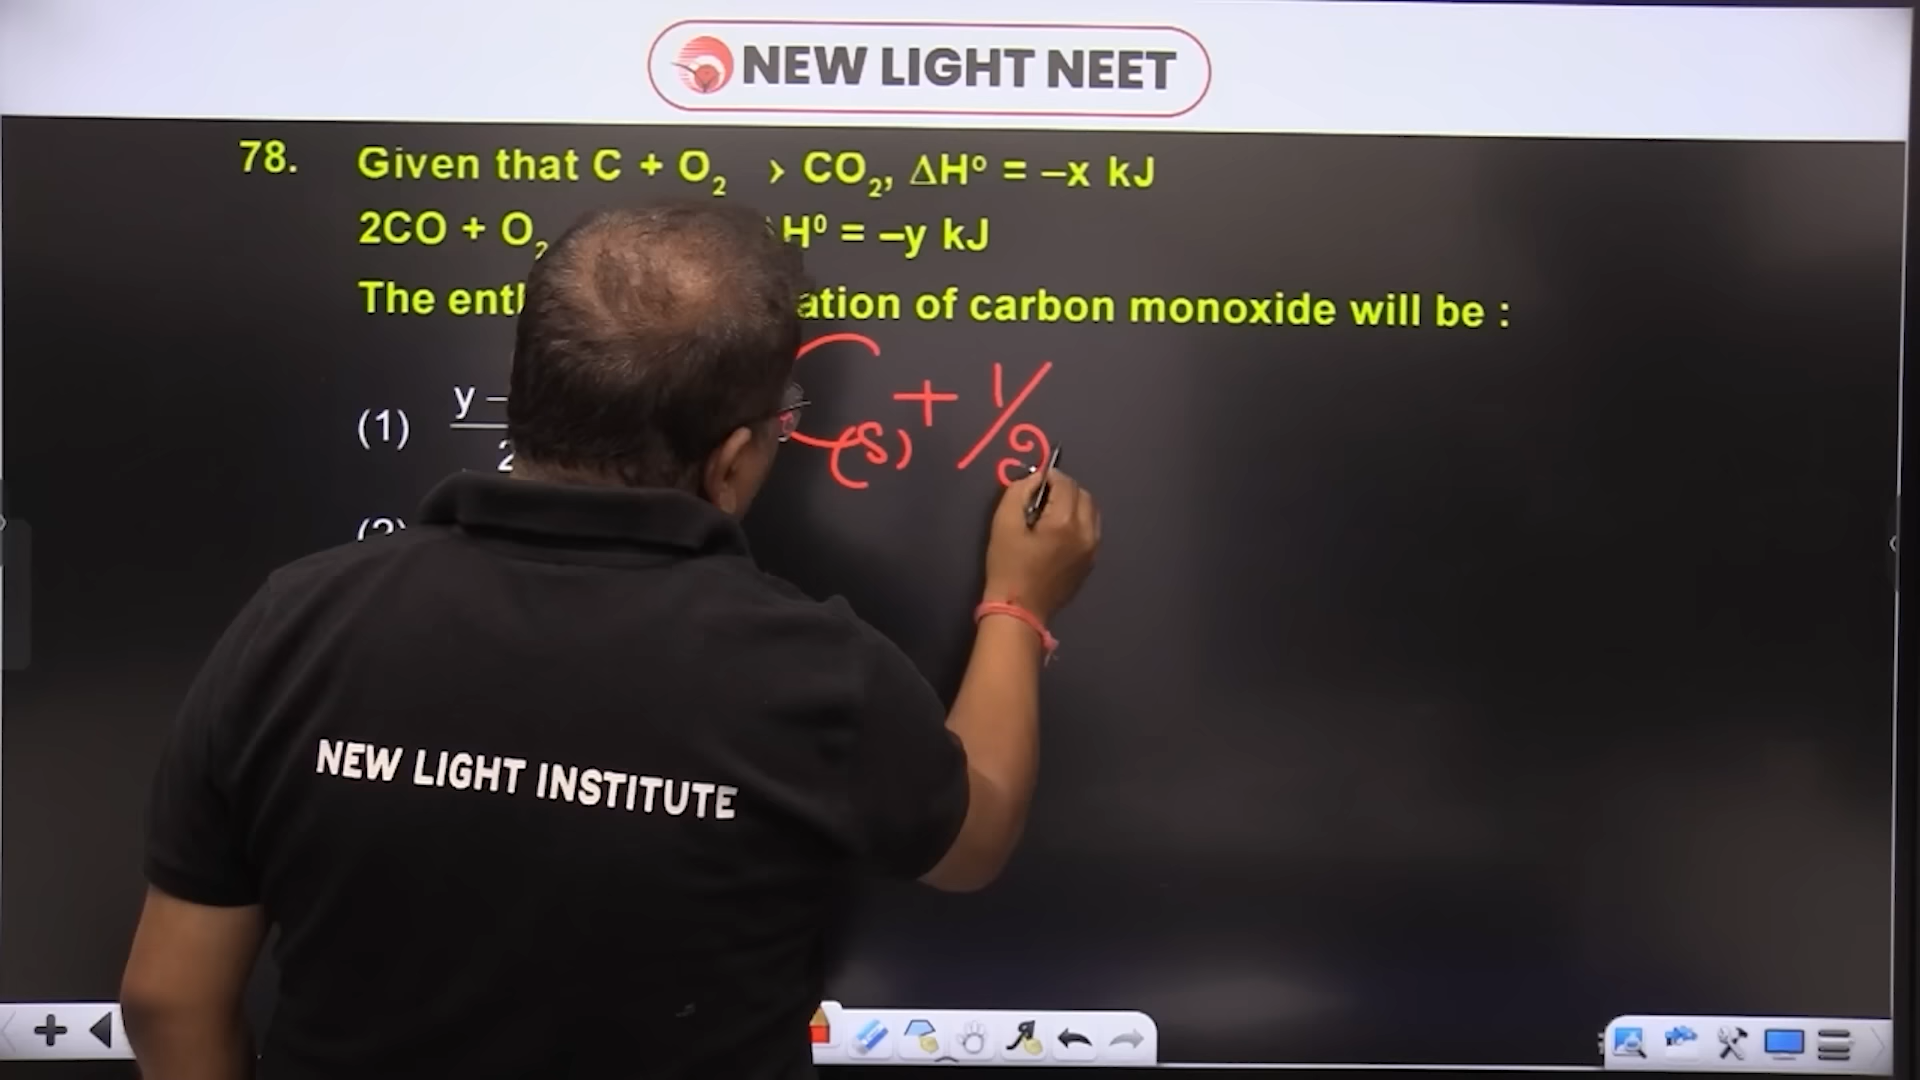 NEW LIGHT NEET
78. Given that C + O₂ › CO₂, ΔH° = –x kJ
2CO + O₂ H⁰ = –y kJ
The ent ation of carbon monoxide will be :
(1) y –
2
(s) + 1/2
NEW LIGHT INSTITUTE